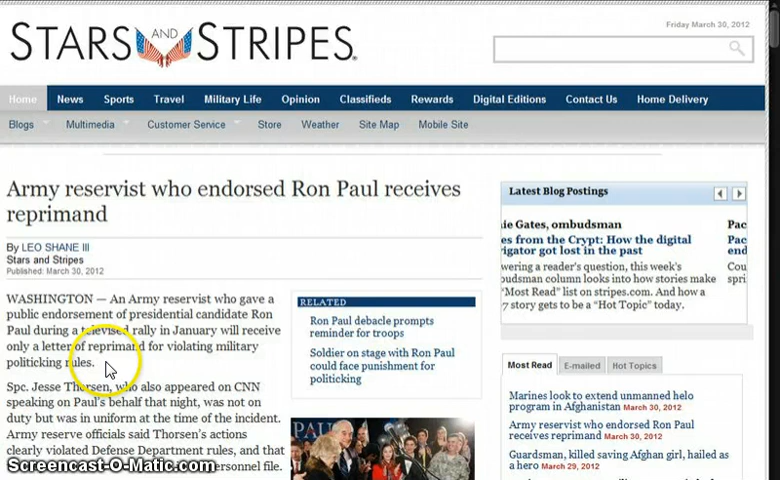 Friday March 30, 2012
STARS AND STRIPES®
Home News Sports Travel Military Life Opinion Classifieds Rewards Digital Editions Contact Us Home Delivery
Blogs Multimedia Customer Service Store Weather Site Map Mobile Site
Army reservist who endorsed Ron Paul receives
reprimand
By LEO SHANE III
Stars and Stripes
Published: March 30, 2012
WASHINGTON — An Army reservist who gave a
public endorsement of presidential candidate Ron
Paul during a televised rally in January will receive
only a letter of reprimand for violating military
politicking rules.
Spc. Jesse Thorsen, who also appeared on CNN
speaking on Paul's behalf that night, was not on
duty but was in uniform at the time of the incident.
Army reserve officials said Thorsen's actions
clearly violated Defense Department rules, and that
ersonnel file.
RELATED
Ron Paul debacle prompts
reminder for troops
Soldier on stage with Ron Paul
could face punishment for
politicking
PAUL
Latest Blog Postings
ie Gates, ombudsman
es from the Crypt: How the digital
igator got lost in the past
wering a reader's question, this week's
udsman column looks into how stories make
"Most Read" list on stripes.com. And how a
7 story gets to be a "Hot Topic" today.
Pac
Pac
end
Cou
spri
Most Read E-mailed Hot Topics
Marines look to extend unmanned helo
program in Afghanistan March 30, 2012
Army reservist who endorsed Ron Paul
receives reprimand March 30, 2012
Guardsman, killed saving Afghan girl, hailed as
a hero March 29, 2012
Screencast-O-Matic.com